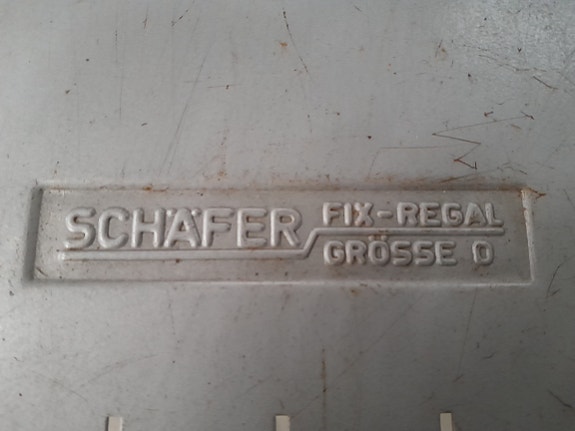 SCHÄFER
FIX-REGAL
GRÖSSE D